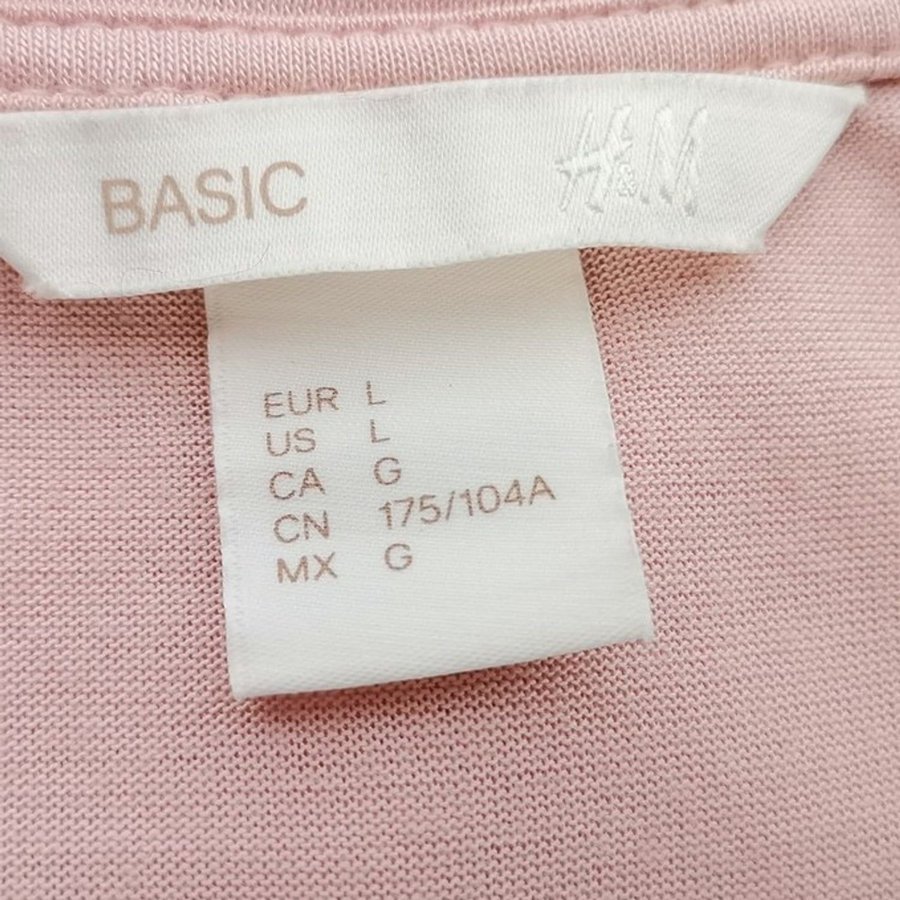 BASIC H&M
EUR L
US L
CA G
CN 175/104A
MX G